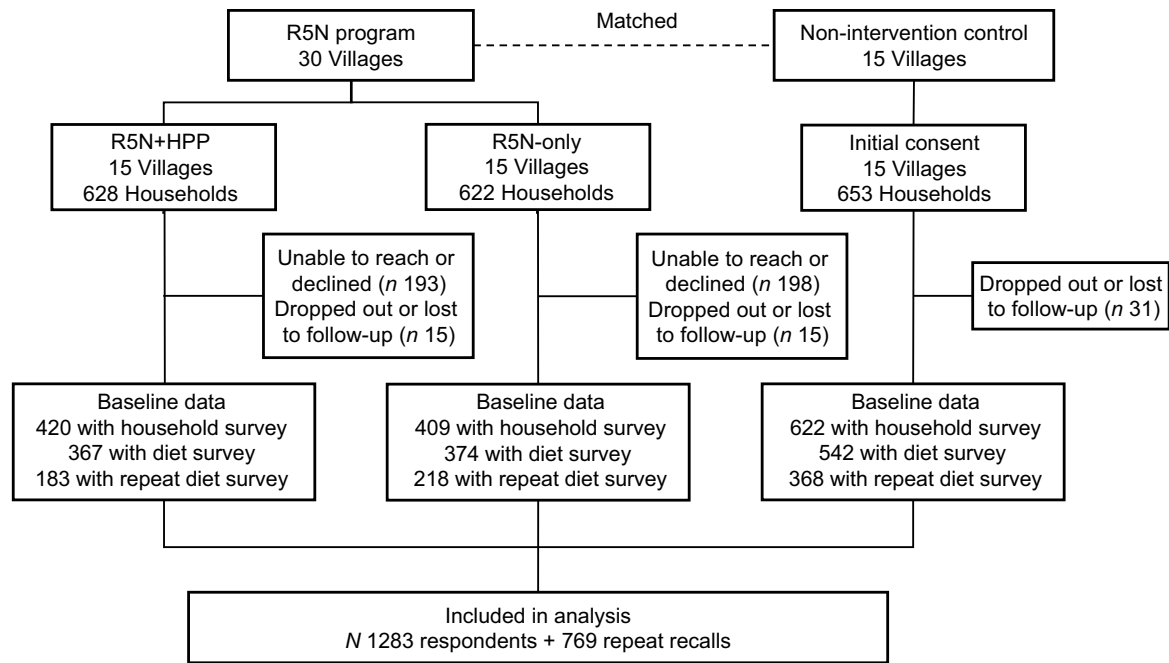 R5N program
30 Villages
Matched
Non-intervention control
15 Villages
R5N+HPP
15 Villages
628 Households
R5N-only
15 Villages
622 Households
Initial consent
15 Villages
653 Households
Unable to reach or
declined (n 193)
Dropped out or lost
to follow-up (n 15)
Unable to reach or
declined (n 198)
Dropped out or lost
to follow-up (n 15)
Dropped out or lost
to follow-up (n 31)
Baseline data
420 with household survey
367 with diet survey
183 with repeat diet survey
Baseline data
409 with household survey
374 with diet survey
218 with repeat diet survey
Baseline data
622 with household survey
542 with diet survey
368 with repeat diet survey
Included in analysis
N 1283 respondents + 769 repeat recalls